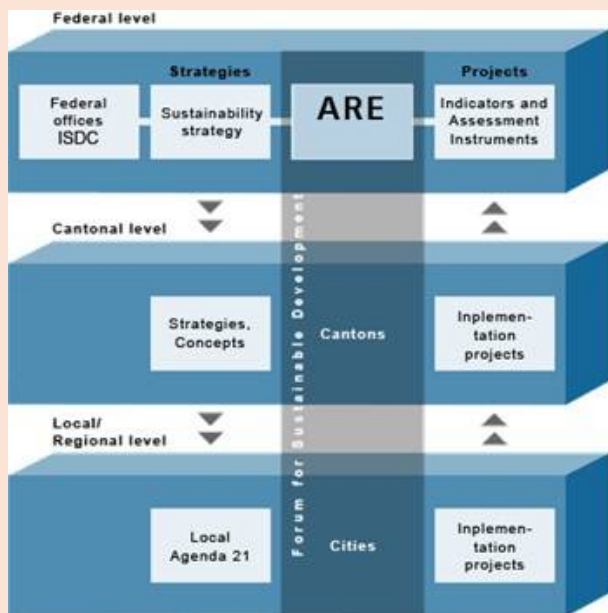 Federal level
Strategies
Projects
Federal
offices
ISDC
Sustainability
strategy
ARE
Indicators and
Assessment
Instruments
Cantonal level
Strategies,
Concepts
Cantons
Inplemen-
tation
projects
Local/
Regional level
Local
Agenda 21
Cities
Inplemen-
tation
projects
Forum for Sustainable Development